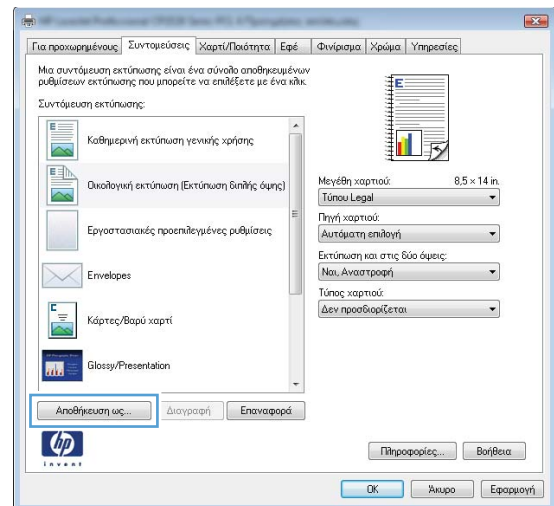 Για προχωρημένους Συντομεύσεις Χαρτί/Ποιότητα Εφέ Φινίρισμα Χρώμα Υπηρεσίες
Μια συντόμευση εκτύπωσης είναι ένα σύνολο αποθηκευμένων
ρυθμίσεων εκτύπωσης που μπορείτε να επιλέξετε με ένα κλικ.
Συντόμευση εκτύπωσης:
Καθημερινή εκτύπωση γενικής χρήσης
Οικολογική εκτύπωση (Εκτύπωση διπλής όψης)
Εργοστασιακές προεπιλεγμένες ρυθμίσεις
Envelopes
Κάρτες/Βαρύ χαρτί
Glossy/Presentation
Αποθήκευση ως... Διαγραφή Επαναφορά
Μεγέθη χαρτιού: 8,5 × 14 in.
Τύπου Legal
Πηγή χαρτιού:
Αυτόματη επιλογή
Εκτύπωση και στις δύο όψεις:
Ναι, Αναστροφή
Τύπος χαρτιού:
Δεν προσδιορίζεται
hp
invent
Πληροφορίες... Βοήθεια
OK Άκυρο Εφαρμογή